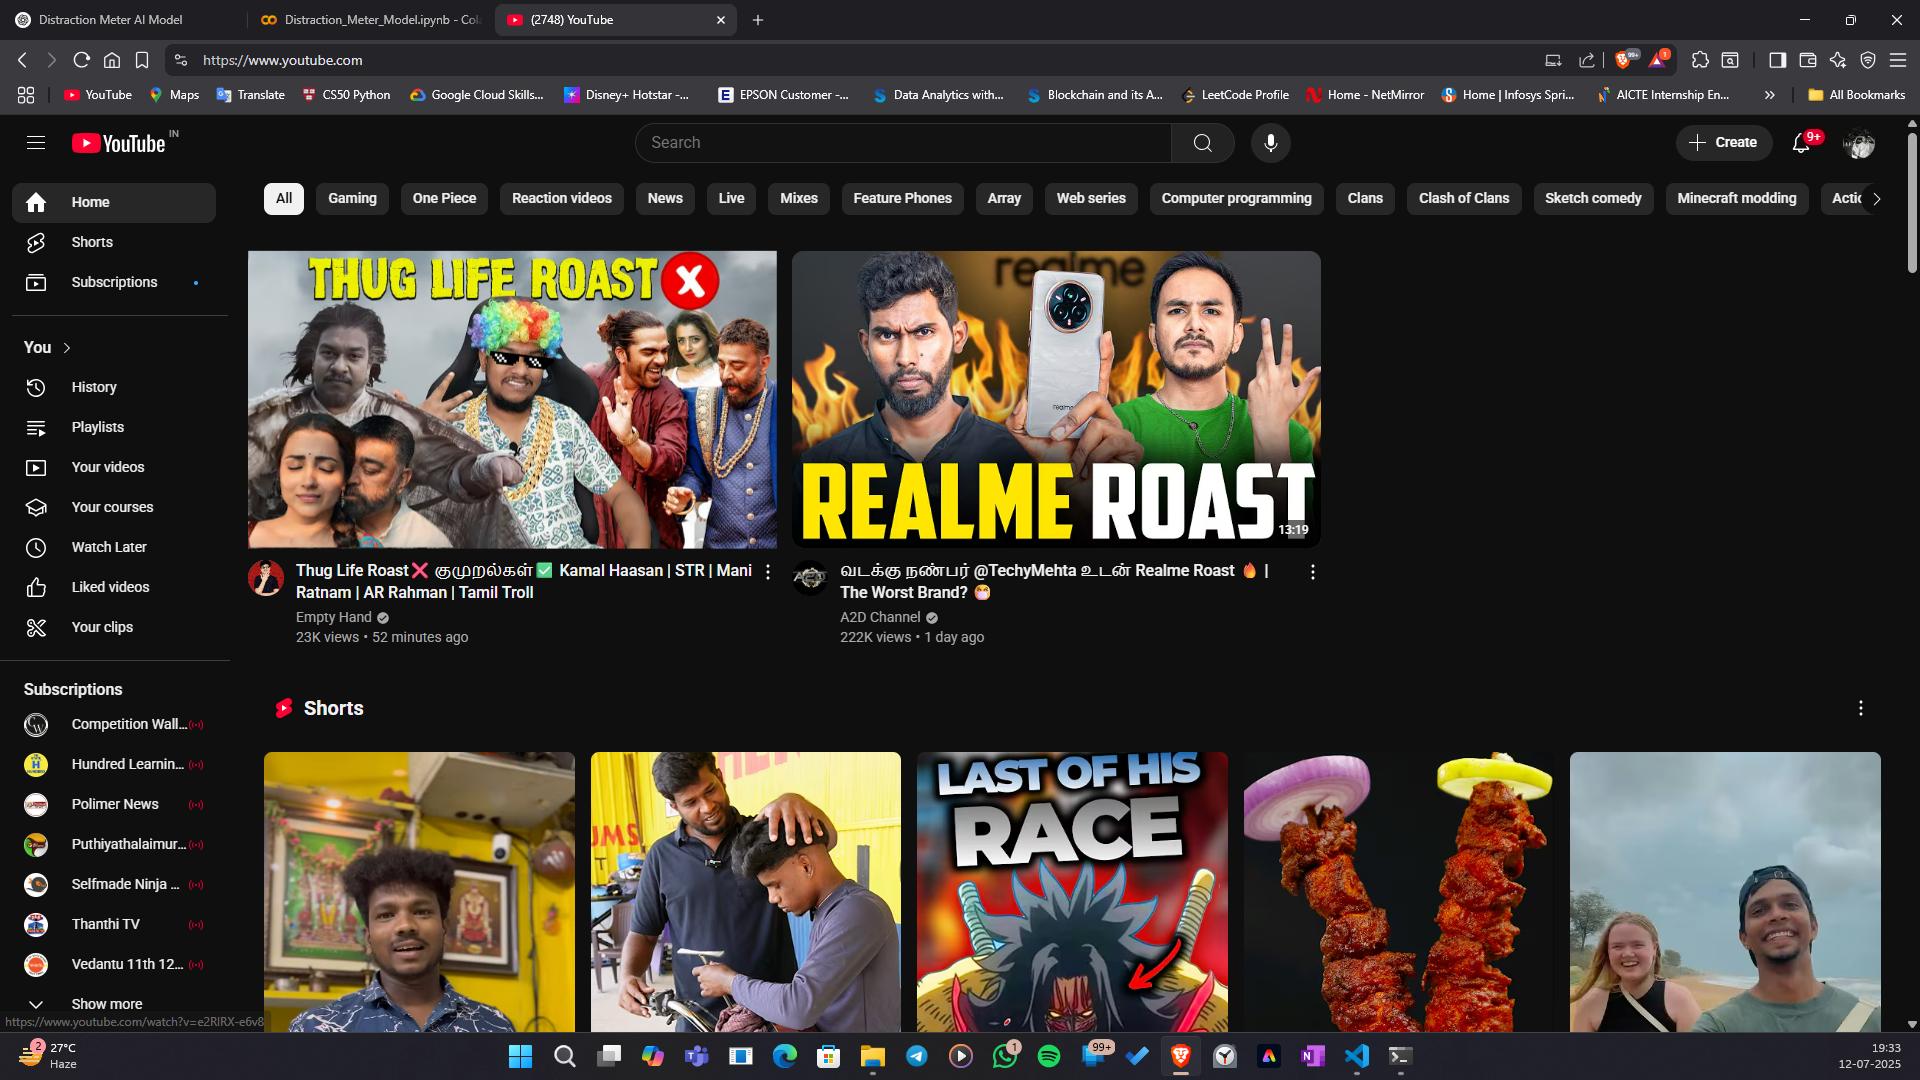 Distraction Meter AI Model
Distraction_Meter_Model.ipynb - Col
(2748) YouTube
https://www.youtube.com
99+
1
YouTube
Maps
Translate
CS50 Python
Google Cloud Skills...
Disney+ Hotstar -...
EPSON Customer -...
Data Analytics with...
Blockchain and its A...
LeetCode Profile
Home - NetMirror
Home | Infosys Spri...
AICTE Internship En...
All Bookmarks
YouTube IN
Search
Create
9+
Home
Shorts
Subscriptions
You
History
Playlists
Your videos
Your courses
Watch Later
Liked videos
Your clips
Subscriptions
Competition Wall...
Hundred Learnin...
Polimer News
Puthiyathalaimur...
Selfmade Ninja ...
Thanthi TV
Vedantu 11th 12...
Show more
https://www.youtube.com/watch?v=e2RlRX-e6v8
All
Gaming
One Piece
Reaction videos
News
Live
Mixes
Feature Phones
Array
Web series
Computer programming
Clans
Clash of Clans
Sketch comedy
Minecraft modding
Actic
THUG LIFE ROAST
Thug Life Roast❌ குமுறல்கள்✅ Kamal Haasan | STR | Mani
Ratnam | AR Rahman | Tamil Troll
Empty Hand
23K views • 52 minutes ago
realme
realme
REALME ROAST
13:19
A2D
வடக்கு நண்பர் @TechyMehta உடன் Realme Roast 🔥 |
The Worst Brand? 😷
A2D Channel
222K views • 1 day ago
Shorts
UMS
LAST OF HIS
RACE
2
27°C
Haze
1
99+
19:33
12-07-2025